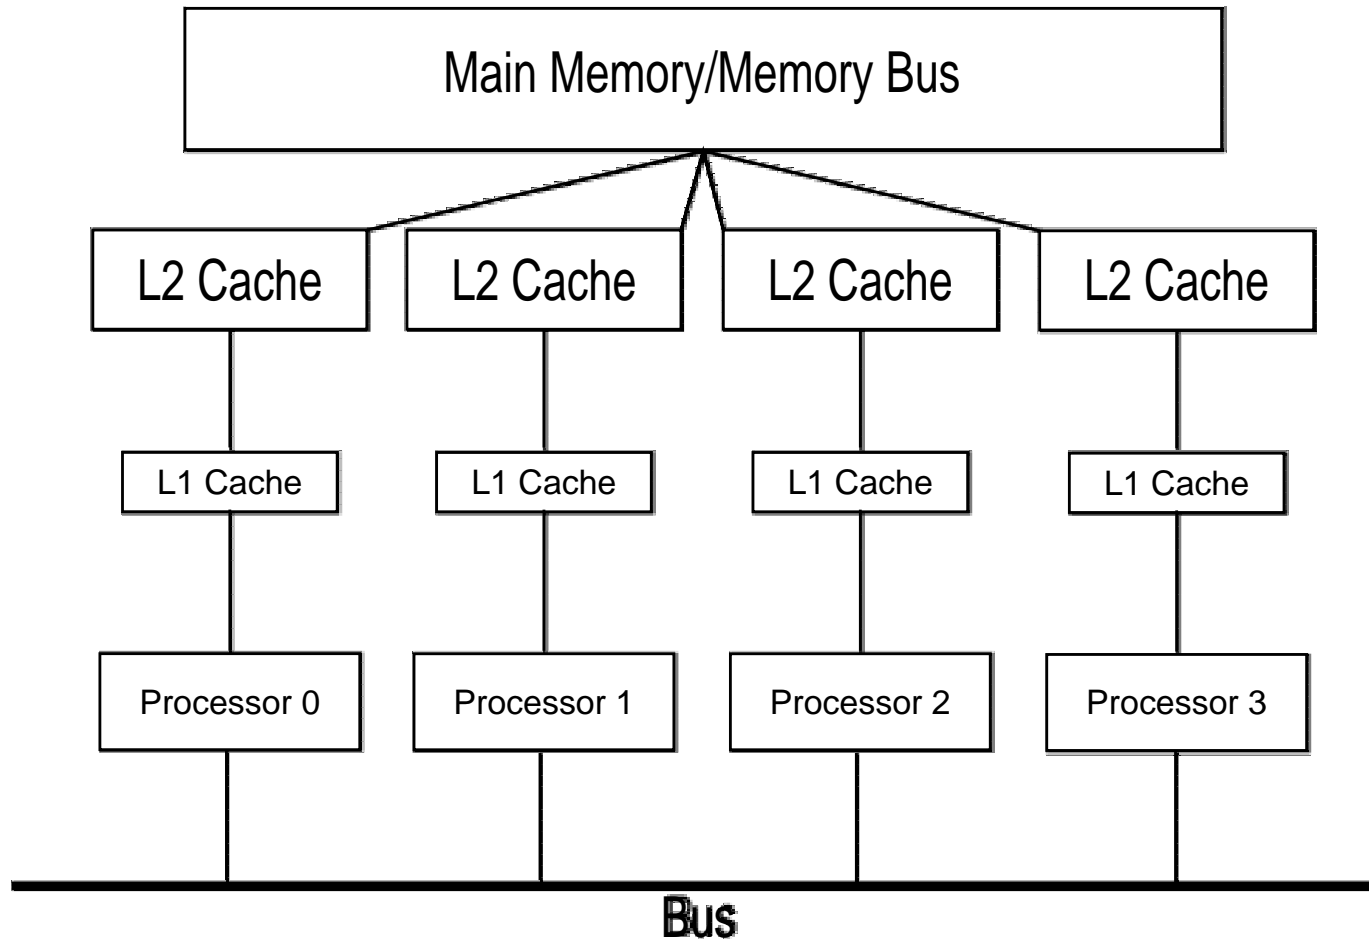 Main Memory/Memory Bus
L2 Cache
L2 Cache
L2 Cache
L2 Cache
L1 Cache
L1 Cache
L1 Cache
L1 Cache
Processor 0
Processor 1
Processor 2
Processor 3
Bus